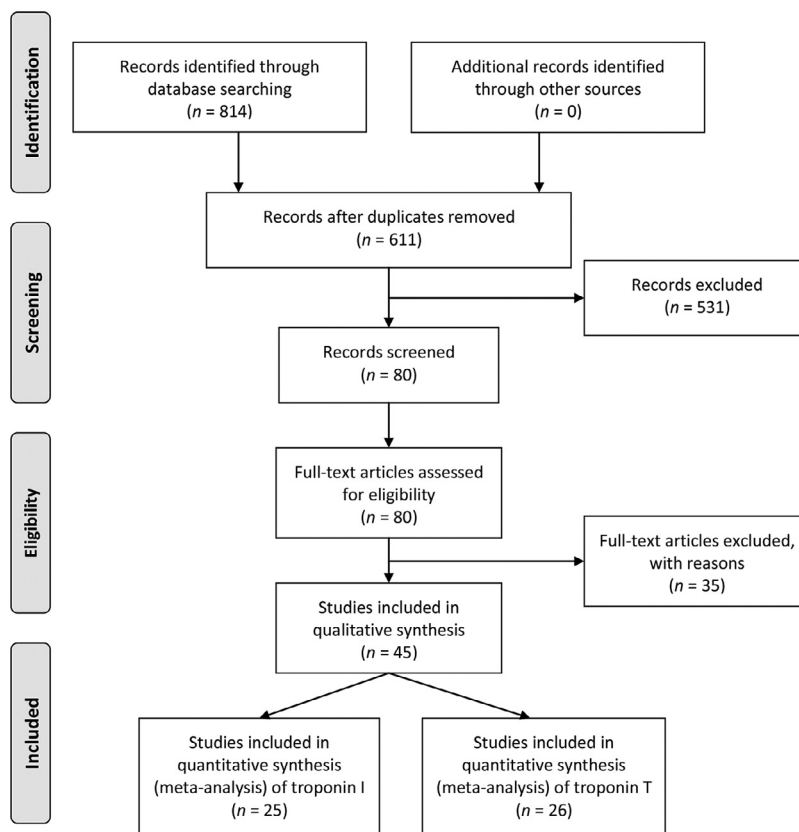 Identification
Records identified through
database searching
(n = 814)
Additional records identified
through other sources
(n = 0)
Records after duplicates removed
(n = 611)
Screening
Records excluded
(n = 531)
Records screened
(n = 80)
Eligibility
Full-text articles assessed
for eligibility
(n = 80)
Full-text articles excluded,
with reasons
(n = 35)
Studies included in
qualitative synthesis
(n = 45)
Included
Studies included in
quantitative synthesis
(meta-analysis) of troponin I
(n = 25)
Studies included in
quantitative synthesis
(meta-analysis) of troponin T
(n = 26)